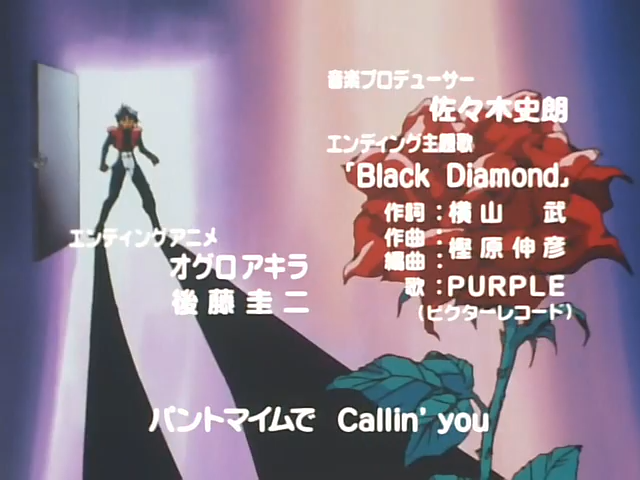 音楽プロデューサー
佐々木史朗
エンディング主題歌
「Black Diamond」
作詞：横山 武
作曲：
編曲：樫原伸彦
歌：PURPLE
（ビクターレコード）
エンディングアニメ
オグロアキラ
後藤圭二
パントマイムで Callin' you